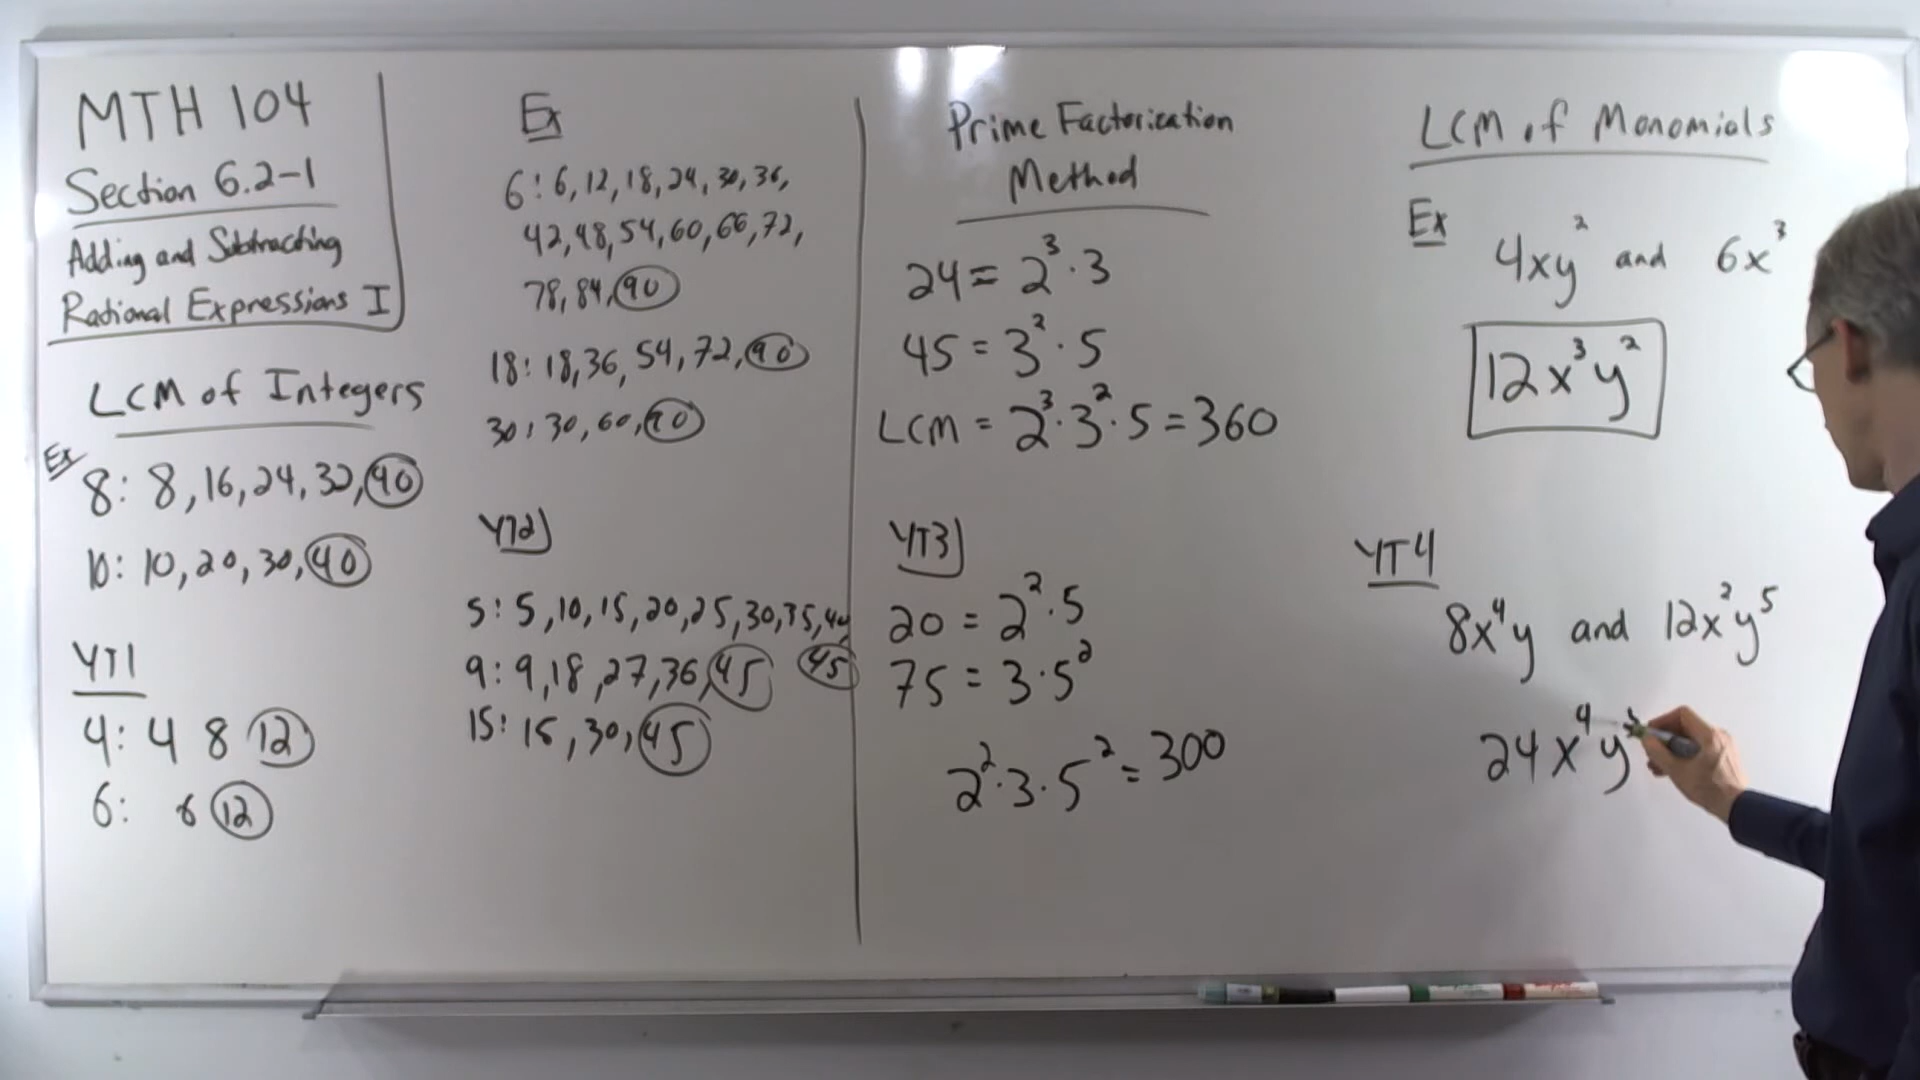 MTH 104
Section 6.2-1
Adding and Subtracting
Rational Expressions I
LCM of Integers
Ex
8: 8, 16, 24, 32, 40
10: 10, 20, 30, 40
YT1
4: 4 8 12
6: 6 12
Ex
6: 6, 12, 18, 24, 30, 36,
42, 48, 54, 60, 66, 72,
78, 84, 90
18: 18, 36, 54, 72, 90
30: 30, 60, 90
YT2
5: 5, 10, 15, 20, 25, 30, 35, 40,
45
9: 9, 18, 27, 36, 45
15: 15, 30, 45
Prime Factorication
Method
24 = 2³·3
45 = 3²·5
LCM = 2³·3²·5 = 360
YT3
20 = 2²·5
75 = 3·5²
2²·3·5² = 300
LCM of Monomials
Ex
4xy² and 6x³
12x³y²
YT4
8x⁴y and 12x²y⁵
24x⁴y